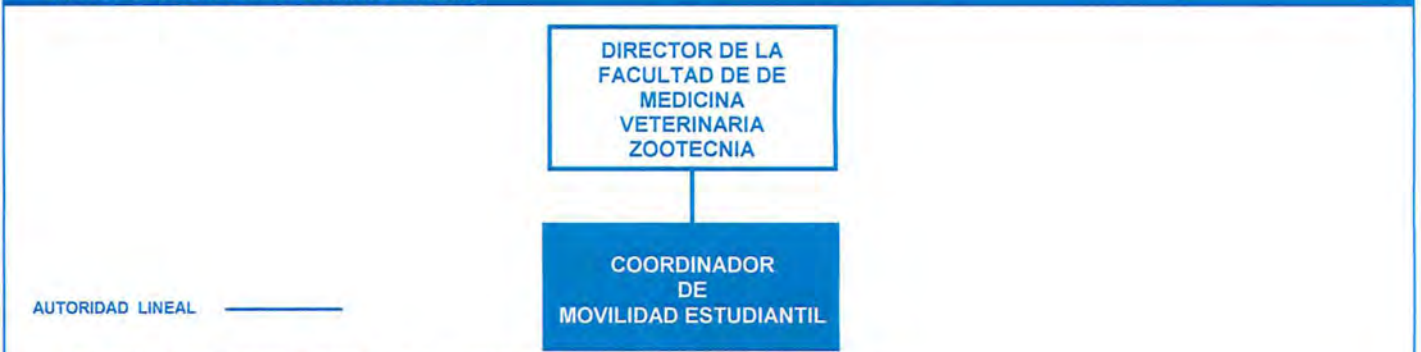 DIRECTOR DE LA
FACULTAD DE DE
MEDICINA
VETERINARIA
ZOOTECNIA
COORDINADOR
DE
MOVILIDAD ESTUDIANTIL
AUTORIDAD LINEAL